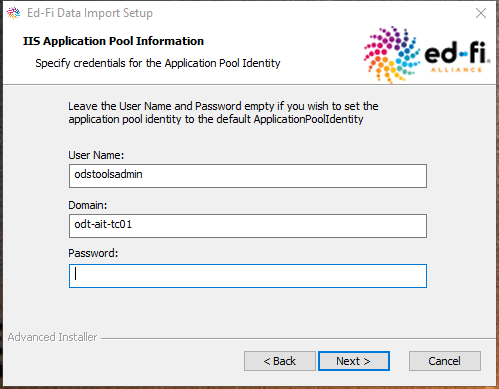 Ed-Fi Data Import Setup
IIS Application Pool Information
Specify credentials for the Application Pool Identity
ed-fi
ALLIANCE
Leave the User Name and Password empty if you wish to set the
application pool identity to the default ApplicationPoolIdentity
User Name:
odstoolsadmin
Domain:
odt-ait-tc01
Password:
Advanced Installer
< Back
Next >
Cancel